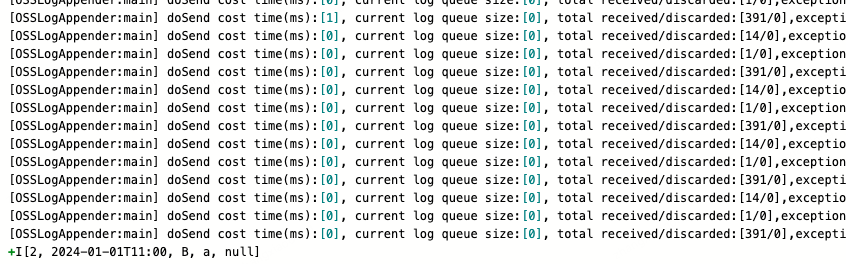 [OSSLogAppender:main] doSend cost time(ms):[0], current log queue size:[0], total received/discarded:[1/0],exception
[OSSLogAppender:main] doSend cost time(ms):[1], current log queue size:[0], total received/discarded:[391/0],excepti
[OSSLogAppender:main] doSend cost time(ms):[0], current log queue size:[0], total received/discarded:[14/0],exceptio
[OSSLogAppender:main] doSend cost time(ms):[0], current log queue size:[0], total received/discarded:[1/0],exception
[OSSLogAppender:main] doSend cost time(ms):[0], current log queue size:[0], total received/discarded:[391/0],excepti
[OSSLogAppender:main] doSend cost time(ms):[0], current log queue size:[0], total received/discarded:[14/0],exceptio
[OSSLogAppender:main] doSend cost time(ms):[0], current log queue size:[0], total received/discarded:[1/0],exception
[OSSLogAppender:main] doSend cost time(ms):[0], current log queue size:[0], total received/discarded:[391/0],excepti
[OSSLogAppender:main] doSend cost time(ms):[0], current log queue size:[0], total received/discarded:[14/0],exceptio
[OSSLogAppender:main] doSend cost time(ms):[0], current log queue size:[0], total received/discarded:[1/0],exception
[OSSLogAppender:main] doSend cost time(ms):[0], current log queue size:[0], total received/discarded:[391/0],excepti
[OSSLogAppender:main] doSend cost time(ms):[0], current log queue size:[0], total received/discarded:[14/0],exceptio
[OSSLogAppender:main] doSend cost time(ms):[0], current log queue size:[0], total received/discarded:[1/0],exception
[OSSLogAppender:main] doSend cost time(ms):[0], current log queue size:[0], total received/discarded:[391/0],excepti
+I[2, 2024-01-01T11:00, B, a, null]